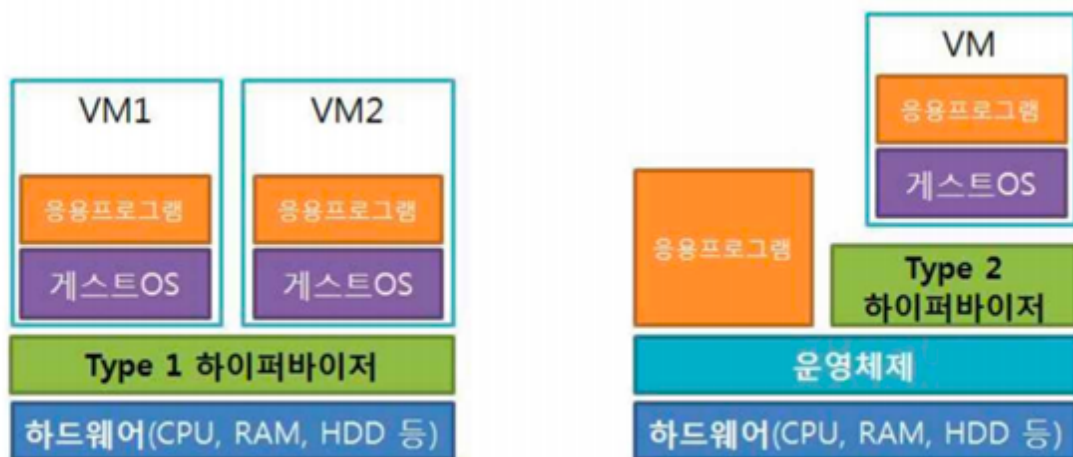 VM1
응용프로그램
게스트OS
VM2
응용프로그램
게스트OS
Type 1 하이퍼바이저
하드웨어(CPU, RAM, HDD 등)
VM
응용프로그램
게스트OS
응용프로그램
Type 2
하이퍼바이저
운영체제
하드웨어(CPU, RAM, HDD 등)